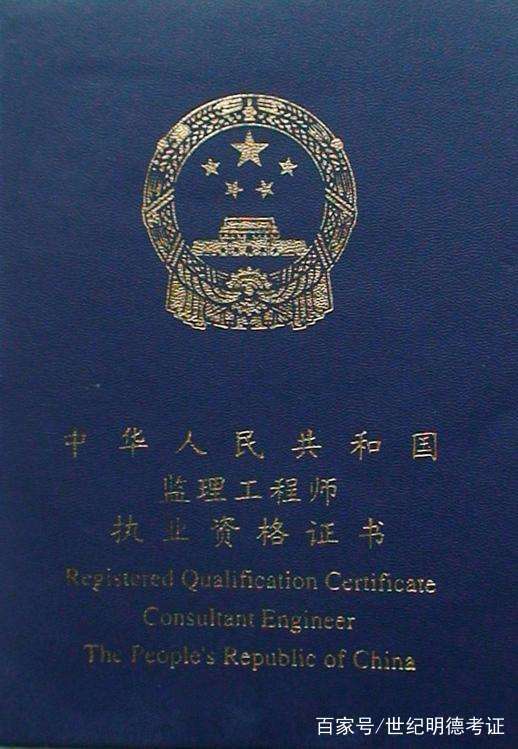 中华人民共和国
监理工程师
执业资格证书
Registered Qualification Certificate
Consultant Engineer
The People's Republic of China
百家号/世纪明德考证